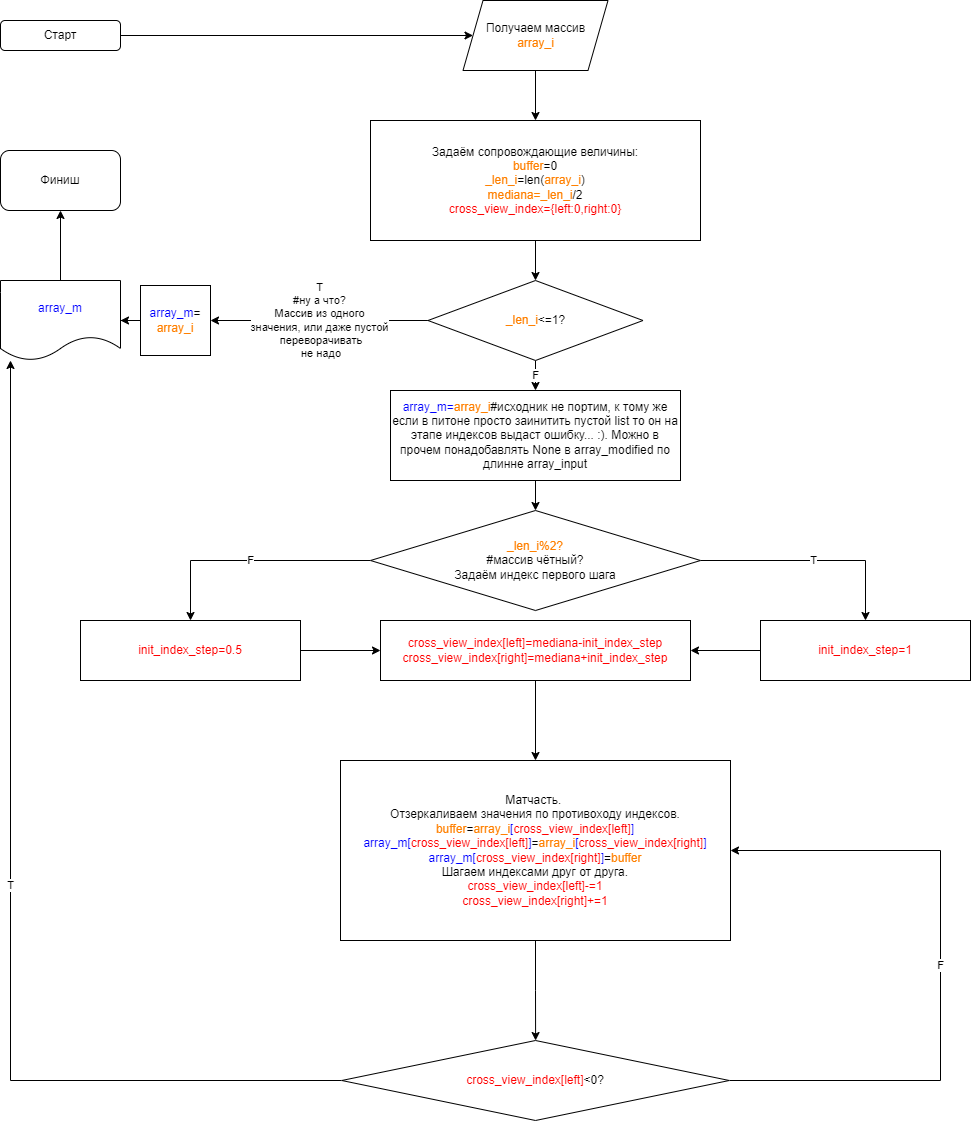 Старт
Получаем массив
array_i
Задаём сопровождающие величины:
buffer=0
_len_i=len(array_i)
mediana=_len_i/2
cross_view_index={left:0,right:0}
Финиш
array_m
array_m=
array_i
T
#ну а что?
Массив из одного
значения, или даже пустой
переворачивать
не надо
_len_i<=1?
F
array_m=array_i#исходник не портим, к тому же
если в питоне просто заинитить пустой list то он на
этапе индексов выдаст ошибку... :). Можно в
прочем понадобавлять None в array_modified по
длинне array_input
_len_i%2?
#массив чётный?
Задаём индекс первого шага
F
T
init_index_step=0.5
cross_view_index[left]=mediana-init_index_step
cross_view_index[right]=mediana+init_index_step
init_index_step=1
Матчасть.
Отзеркаливаем значения по противоходу индексов.
buffer=array_i[cross_view_index[left]]
array_m[cross_view_index[left]]=array_i[cross_view_index[right]]
array_m[cross_view_index[right]]=buffer
Шагаем индексами друг от друга.
cross_view_index[left]-=1
cross_view_index[right]+=1
T
F
cross_view_index[left]<0?